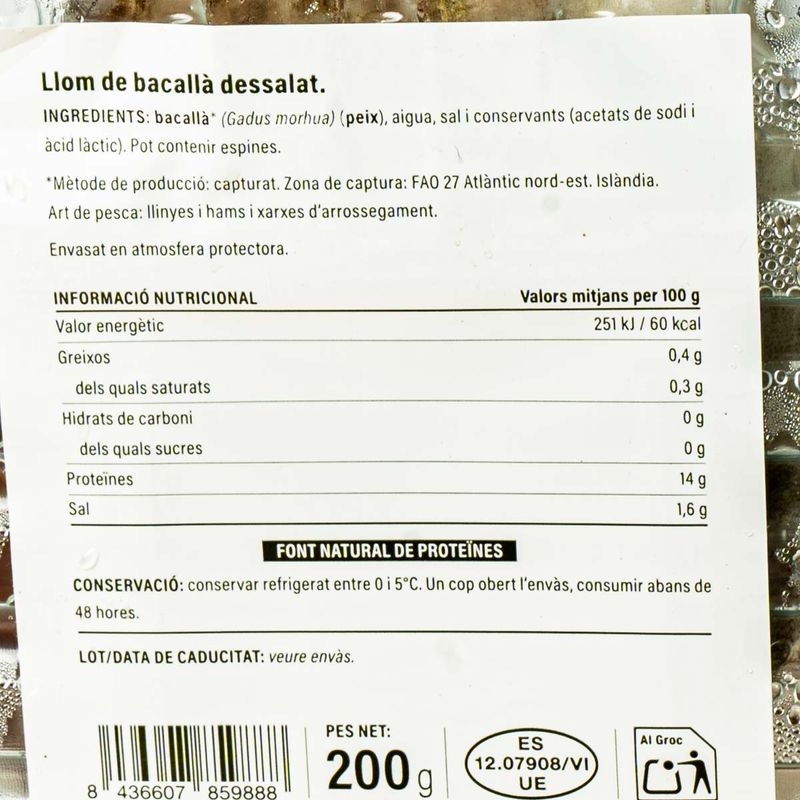 Llom de bacallà dessalat.
INGREDIENTS: bacallà* (Gadus morhua) (peix), aigua, sal i conservants (acetats de sodi i
àcid làctic). Pot contenir espines.
*Mètode de producció: capturat. Zona de captura: FAO 27 Atlàntic nord-est. Islàndia.
Art de pesca: llinyes i hams i xarxes d'arrossegament.
Envasat en atmosfera protectora.
INFORMACIÓ NUTRICIONAL Valors mitjans per 100 g
Valor energètic 251 kJ / 60 kcal
Greixos 0,4 g
dels quals saturats 0,3 g
Hidrats de carboni 0 g
dels quals sucres 0 g
Proteïnes 14 g
Sal 1,6 g
FONT NATURAL DE PROTEÏNES
CONSERVACIÓ: conservar refrigerat entre 0 i 5°C. Un cop obert l'envàs, consumir abans de
48 hores.
LOT/DATA DE CADUCITAT: veure envàs.
8 436607 859888
PES NET:
200 g
ES
12.07908/VI
UE
Al Groc